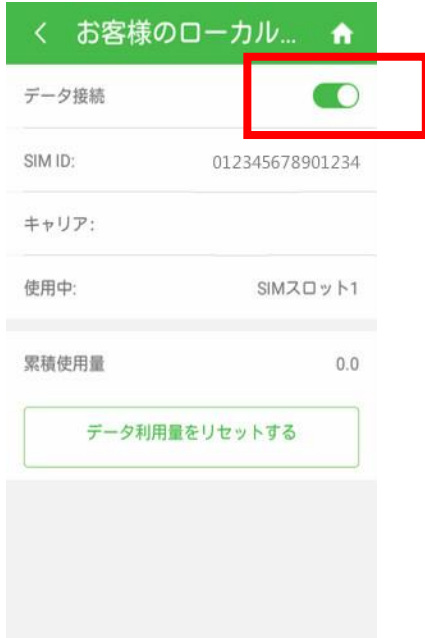 お客様のローカル...
データ接続
SIM ID: 012345678901234
キャリア:
使用中: SIMスロット1
累積使用量 0.0
データ利用量をリセットする